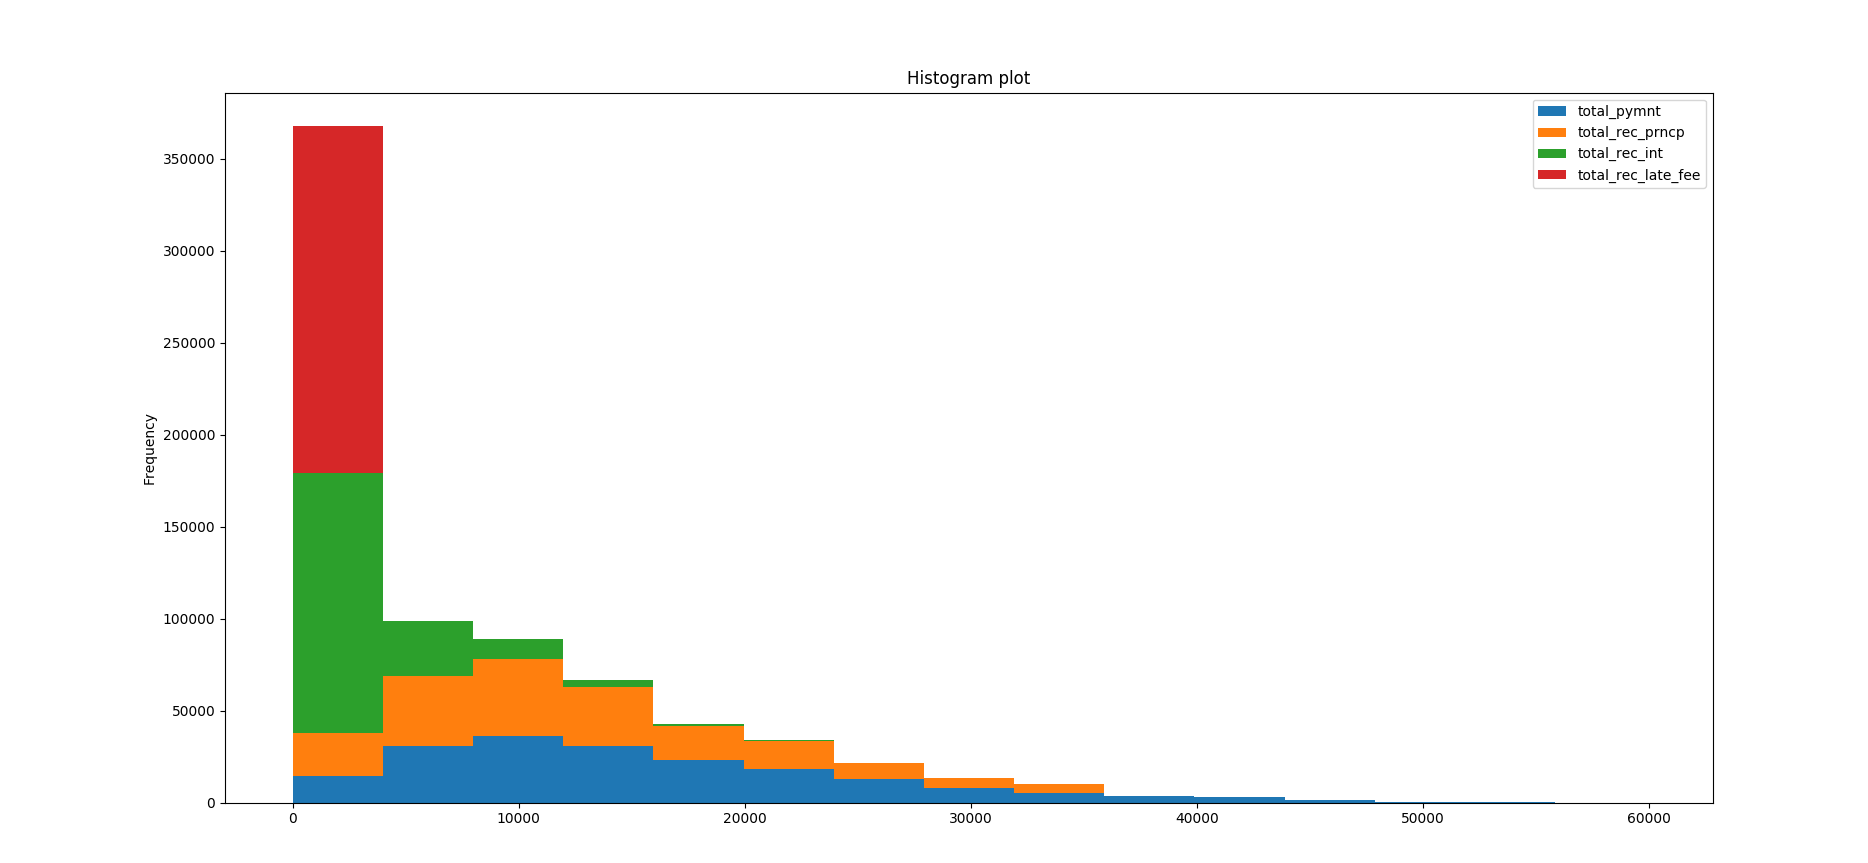 Histogram plot
total_pymnt
total_rec_prncp
total_rec_int
total_rec_late_fee
350000
300000
250000
200000
150000
100000
50000
0
Frequency
0 10000 20000 30000 40000 50000 60000